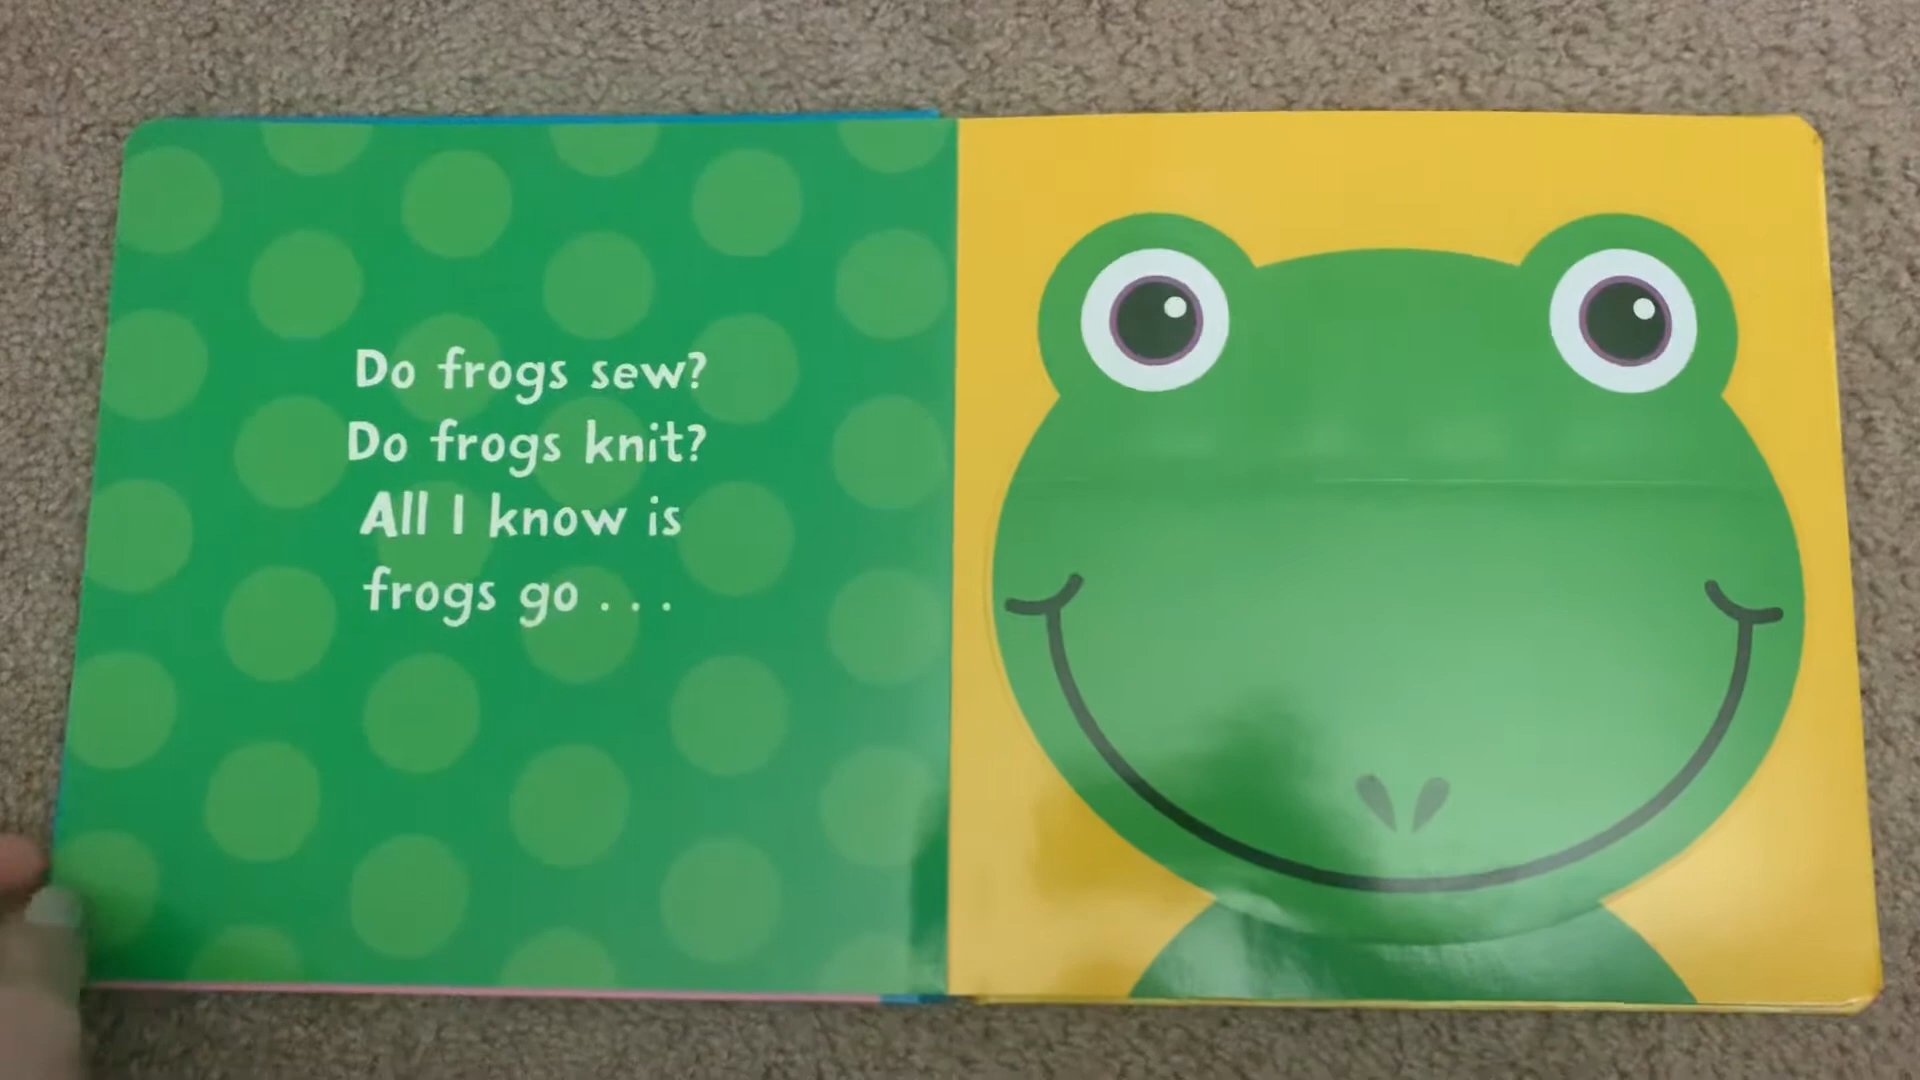 Do frogs sew?
Do frogs knit?
All I know is
frogs go . . .